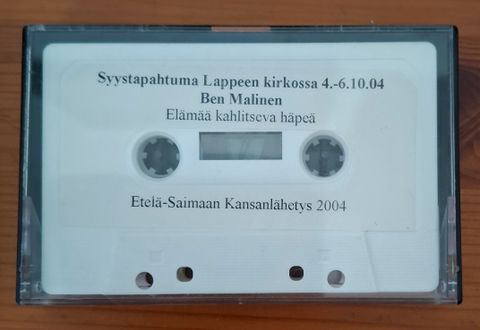 Syystapahtuma Lappeen kirkossa 4.-6.10.04
Ben Malinen
Elämää kahlitseva häpeä
Etelä-Saimaan Kansanlähetys 2004